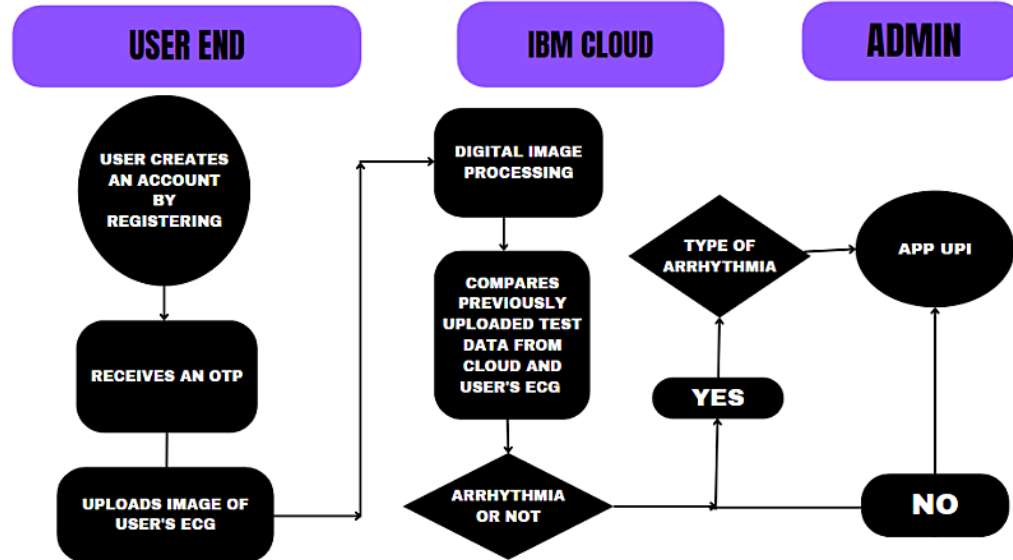 USER END
IBM CLOUD
ADMIN
USER CREATES
AN ACCOUNT
BY
REGISTERING
RECEIVES AN OTP
UPLOADS IMAGE OF
USER'S ECG
DIGITAL IMAGE
PROCESSING
COMPARES
PREVIOUSLY
UPLOADED TEST
DATA FROM
CLOUD AND
USER'S ECG
ARRHYTHMIA
OR NOT
YES
TYPE OF
ARRHYTHMIA
APP UPI
NO